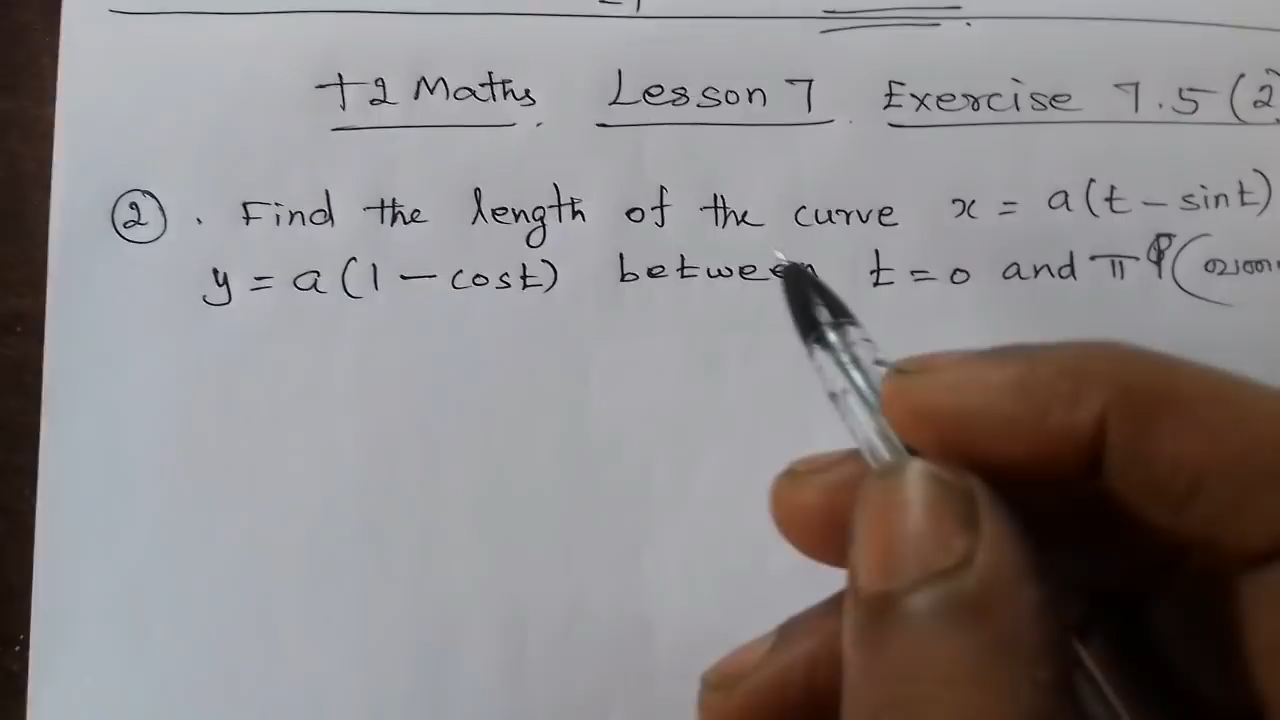 +2 Maths Lesson 7 Exercise 7.5 (2)
② . Find the length of the curve x = a(t - sint)
y = a(1 - cost) between t = 0 and π